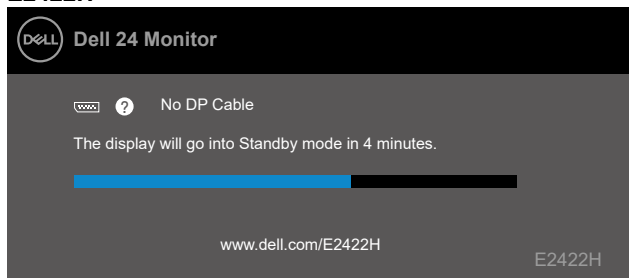 DELL Dell 24 Monitor
? No DP Cable
The display will go into Standby mode in 4 minutes.
www.dell.com/E2422H
E2422H